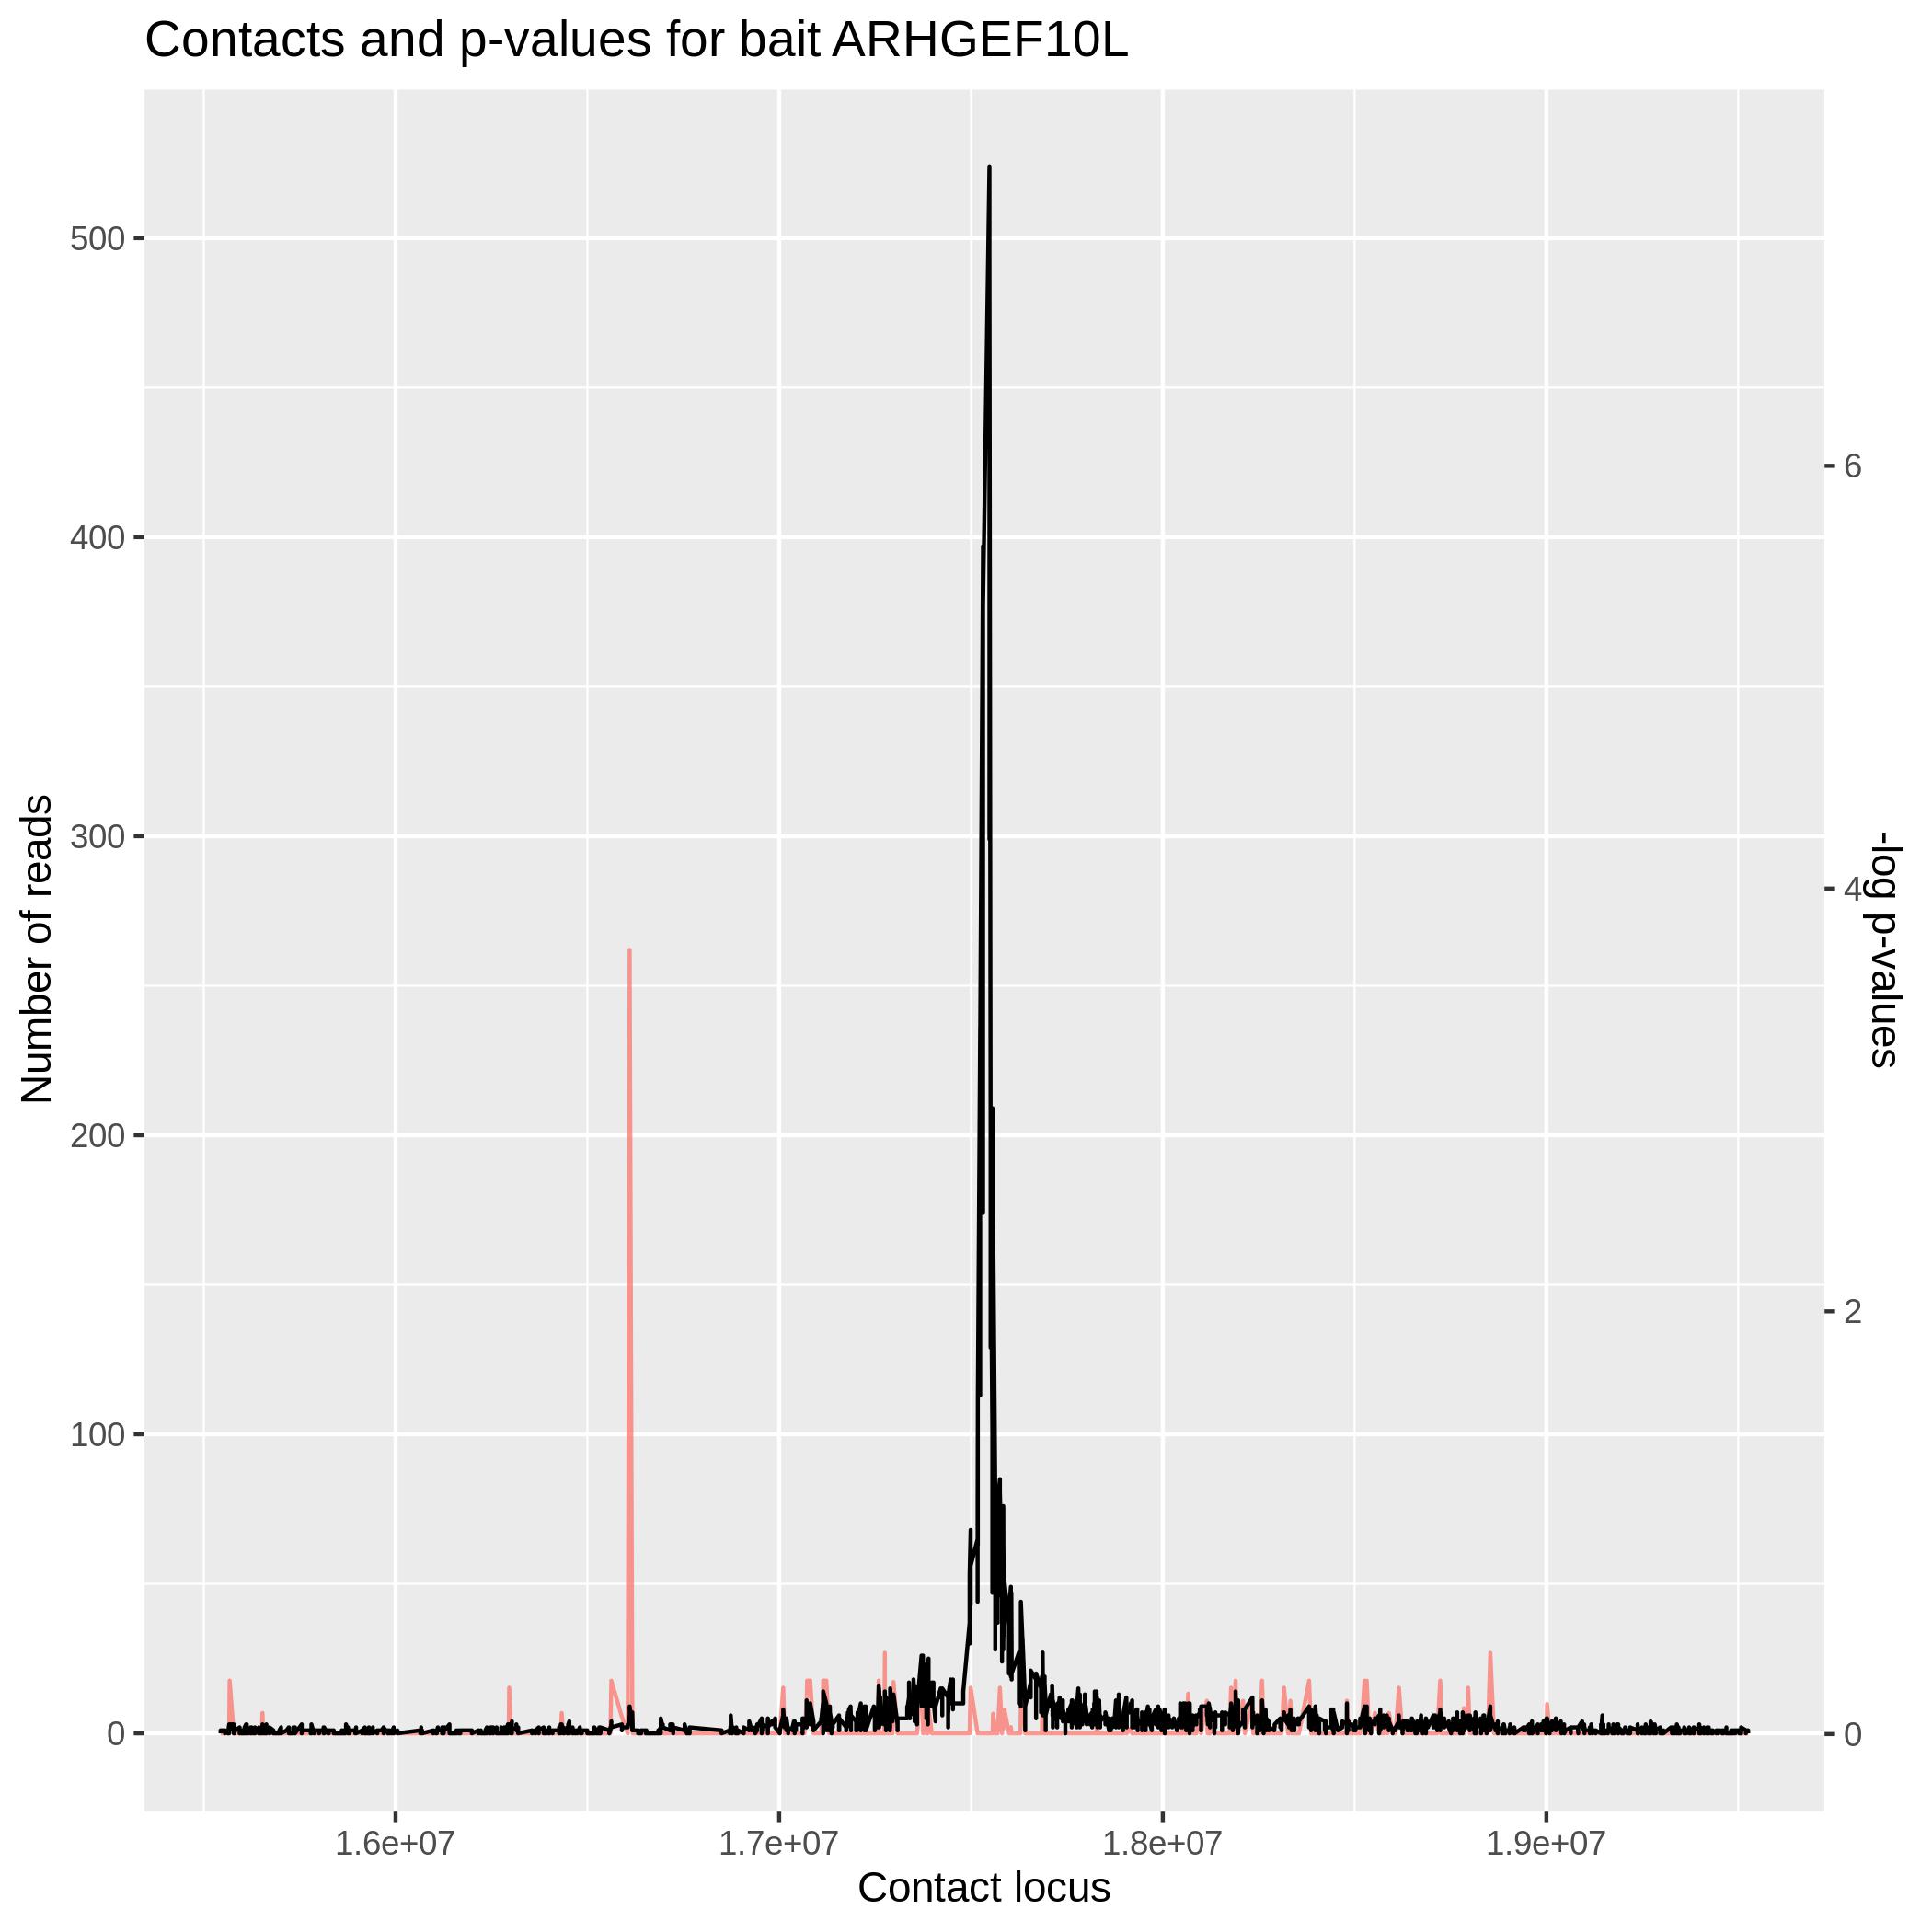 Contacts and p-values for bait ARHGEF10L
Number of reads
500
400
300
200
100
0
6
4
2
0
-log p-values
1.6e+07
1.7e+07
1.8e+07
1.9e+07
Contact locus